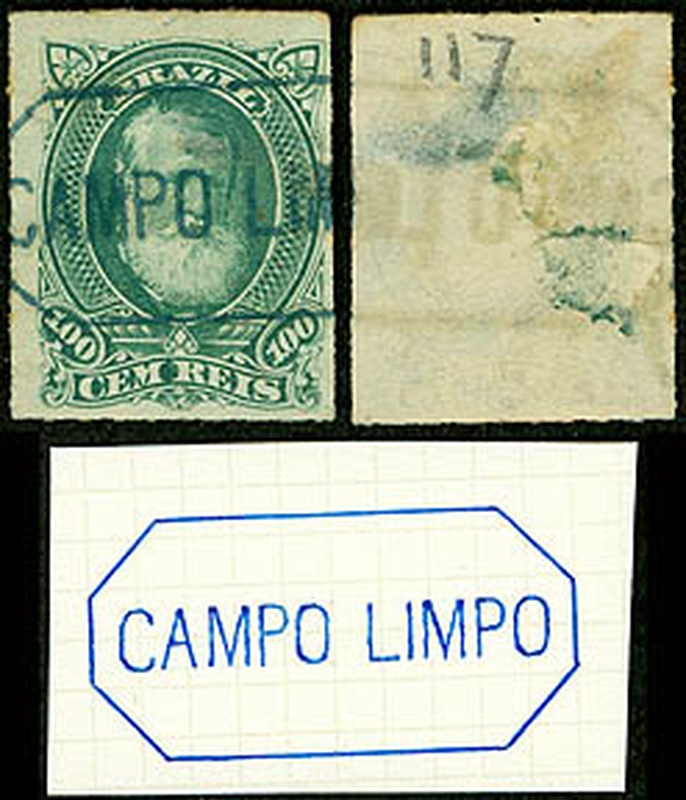 BRAZIL
117
CAMPO LIM
100 100
CEM REIS
CAMPO LIMPO